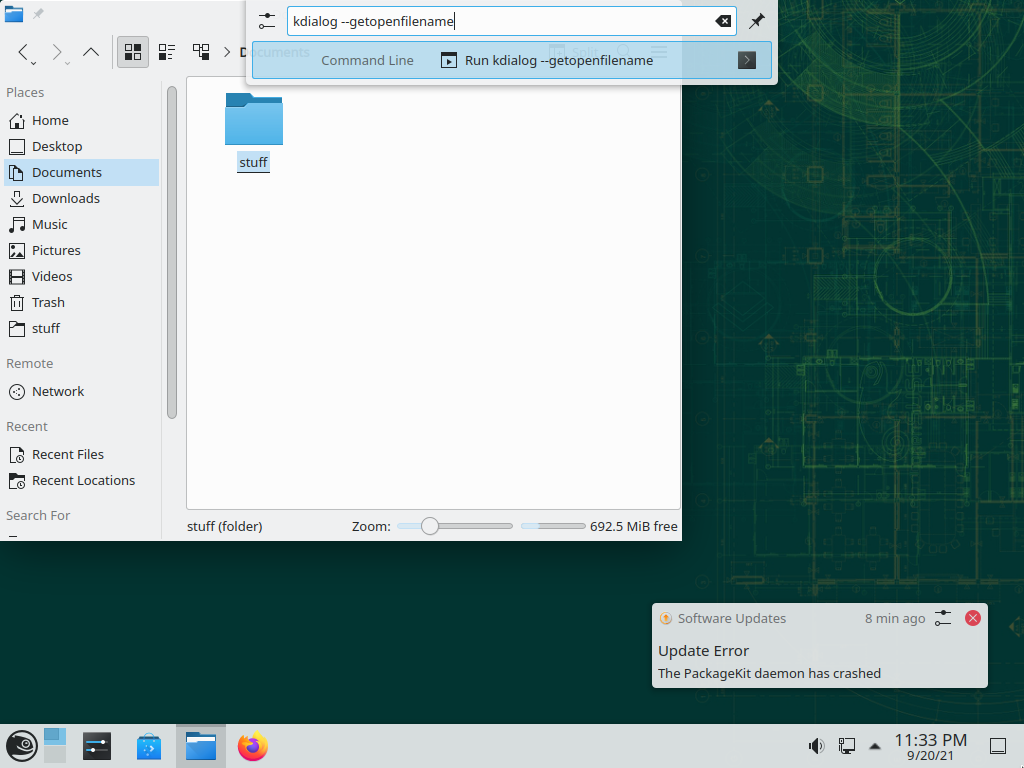 kdialog --getopenfilename
Command Line
Run kdialog --getopenfilename
Documents
Split
Places
Home
Desktop
Documents
Downloads
Music
Pictures
Videos
Trash
stuff
Remote
Network
Recent
Recent Files
Recent Locations
Search For
stuff
stuff (folder)
Zoom:
692.5 MiB free
Software Updates
8 min ago
Update Error
The PackageKit daemon has crashed
11:33 PM
9/20/21